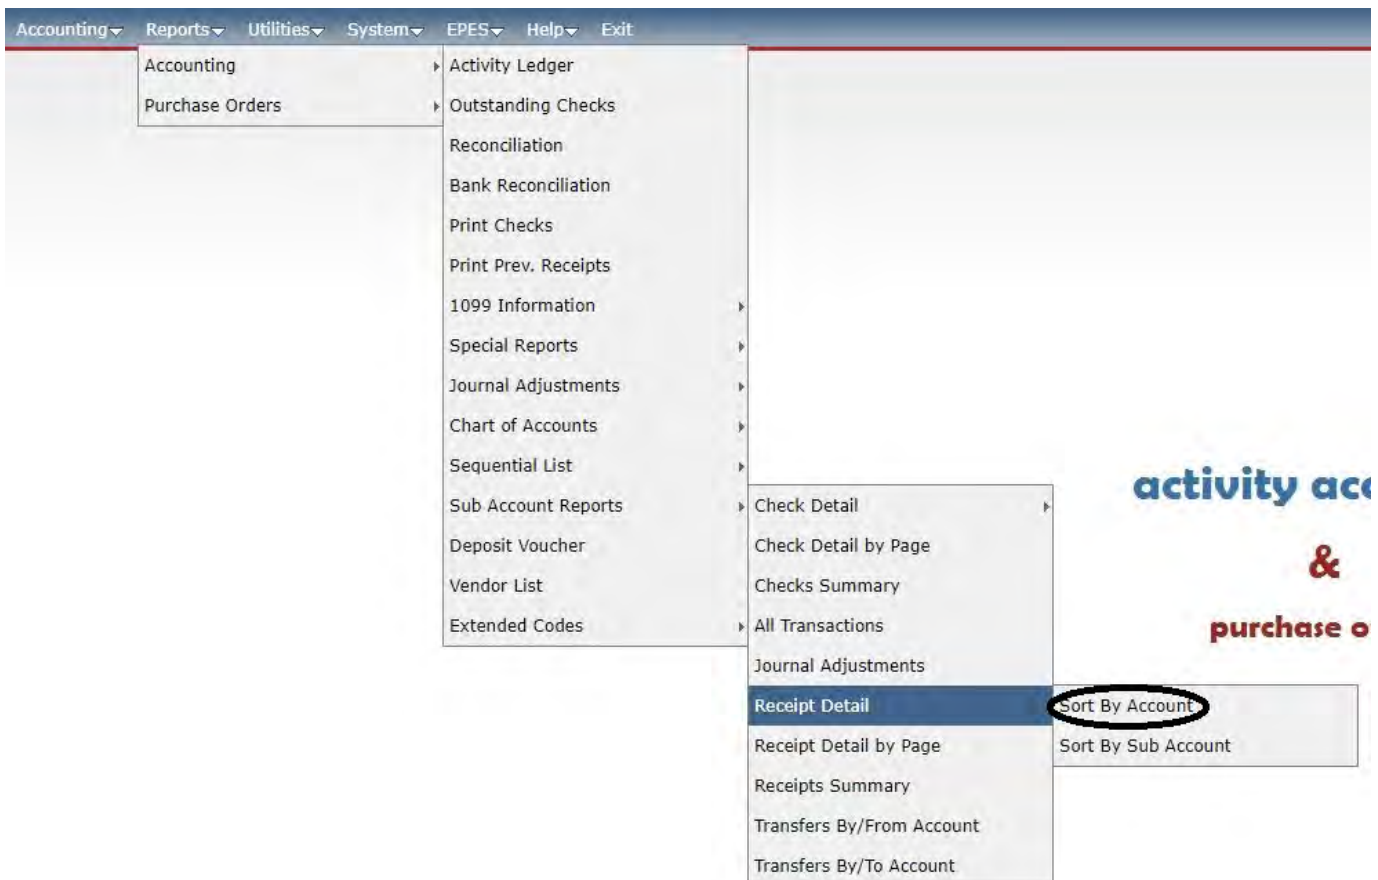 Accounting Reports Utilities System EPES Help Exit
Accounting
Purchase Orders
Activity Ledger
Outstanding Checks
Reconciliation
Bank Reconciliation
Print Checks
Print Prev. Receipts
1099 Information
Special Reports
Journal Adjustments
Chart of Accounts
Sequential List
Sub Account Reports
Deposit Voucher
Vendor List
Extended Codes
Check Detail
Check Detail by Page
Checks Summary
All Transactions
Journal Adjustments
Receipt Detail
Receipt Detail by Page
Receipts Summary
Transfers By/From Account
Transfers By/To Account
Sort By Account
Sort By Sub Account
activity
&
purchase